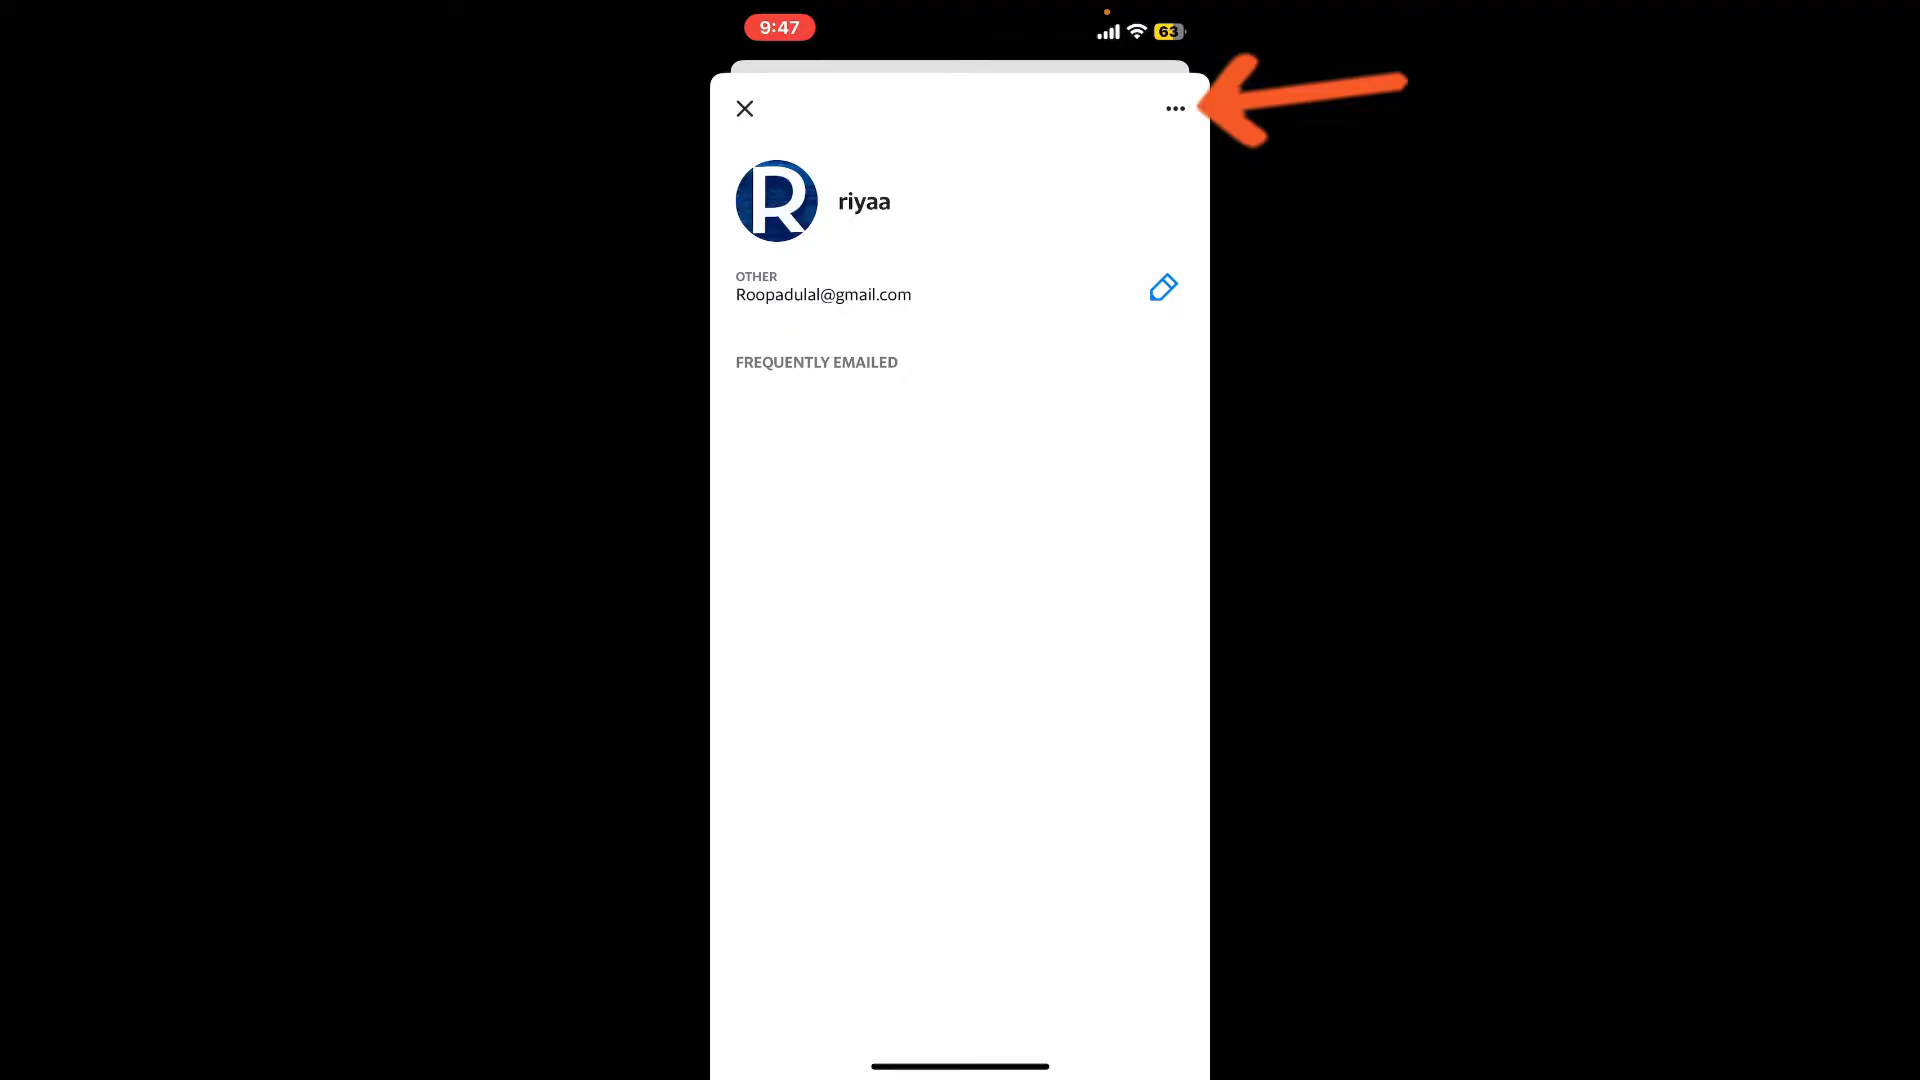 9:47
63
R
riyaa
OTHER
Roopadulal@gmail.com
FREQUENTLY EMAILED